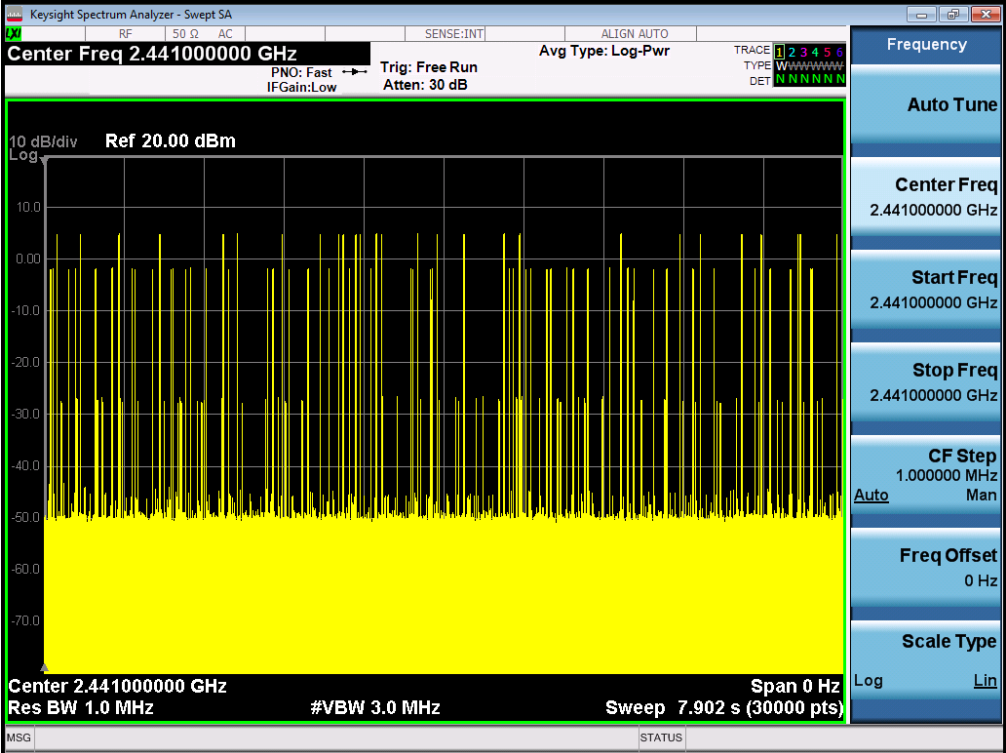 Keysight Spectrum Analyzer - Swept SA
LXI
RF 50 Ω AC SENSE:INT ALIGN AUTO
Center Freq 2.441000000 GHz
PNO: Fast
IFGain:Low
Trig: Free Run
Atten: 30 dB
Avg Type: Log-Pwr
TRACE 1 2 3 4 5 6
TYPE WWWWWWW
DET N N N N N N
10 dB/div Ref 20.00 dBm
Log
10.0
0.00
-10.0
-20.0
-30.0
-40.0
-50.0
-60.0
-70.0
Center 2.441000000 GHz Span 0 Hz
Res BW 1.0 MHz #VBW 3.0 MHz Sweep 7.902 s (30000 pts)
MSG STATUS
Frequency
Auto Tune
Center Freq
2.441000000 GHz
Start Freq
2.441000000 GHz
Stop Freq
2.441000000 GHz
CF Step
1.000000 MHz
Auto Man
Freq Offset
0 Hz
Scale Type
Log Lin